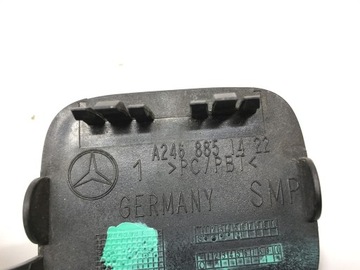 A246 885 14 22
1 >PC/PBT<
GERMANY SMP